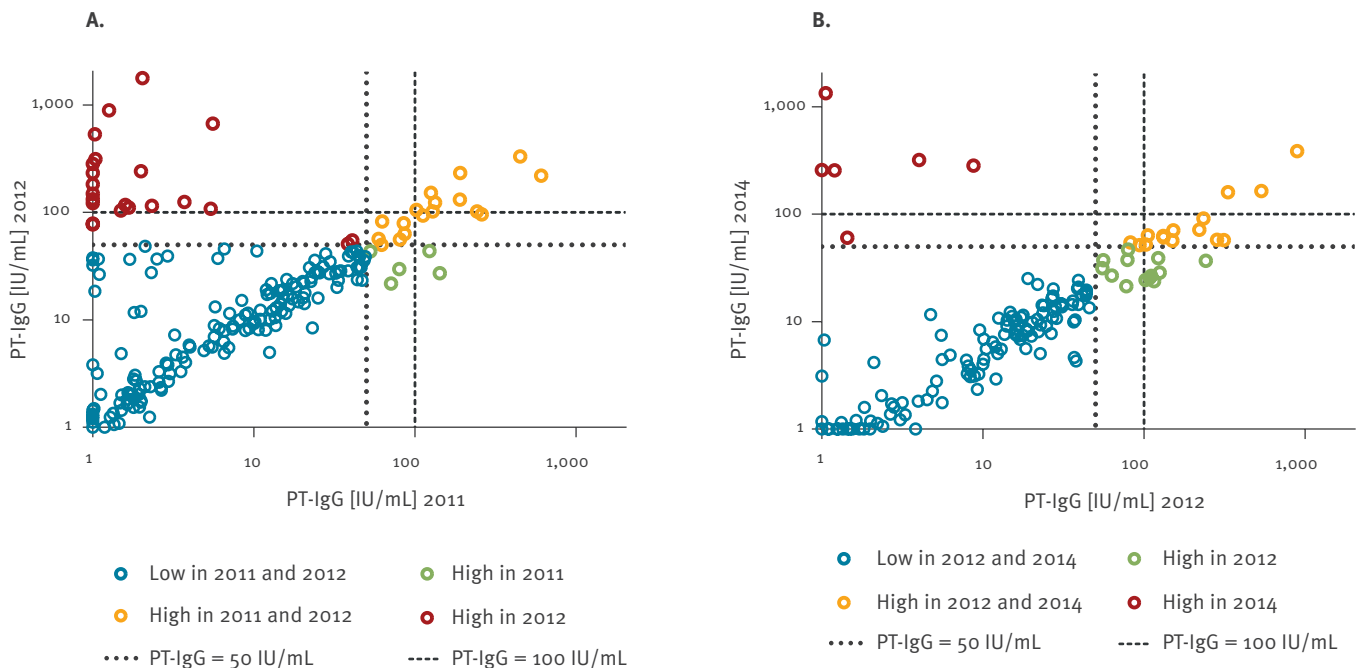 A.
PT-IgG [IU/mL] 2012
1,000
100
10
1
1
10
100
1,000
PT-IgG [IU/mL] 2011
Low in 2011 and 2012
High in 2011
High in 2011 and 2012
High in 2012
PT-IgG = 50 IU/mL
PT-IgG = 100 IU/mL
B.
PT-IgG [IU/mL] 2014
1,000
100
10
1
1
10
100
1,000
PT-IgG [IU/mL] 2012
Low in 2012 and 2014
High in 2012
High in 2012 and 2014
High in 2014
PT-IgG = 50 IU/mL
PT-IgG = 100 IU/mL